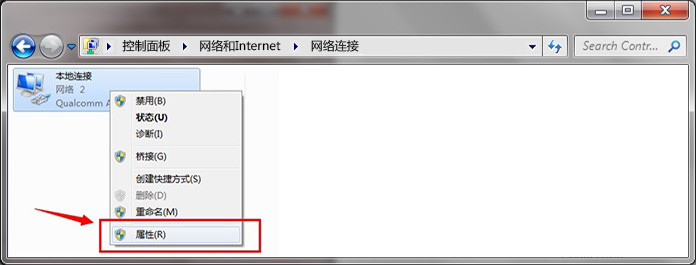 控制面板 网络和Internet 网络连接 Search Contr...
本地连接
网络 2
Qualcomm A
禁用(B)
状态(U)
诊断(I)
桥接(G)
创建快捷方式(S)
删除(D)
重命名(M)
属性(R)